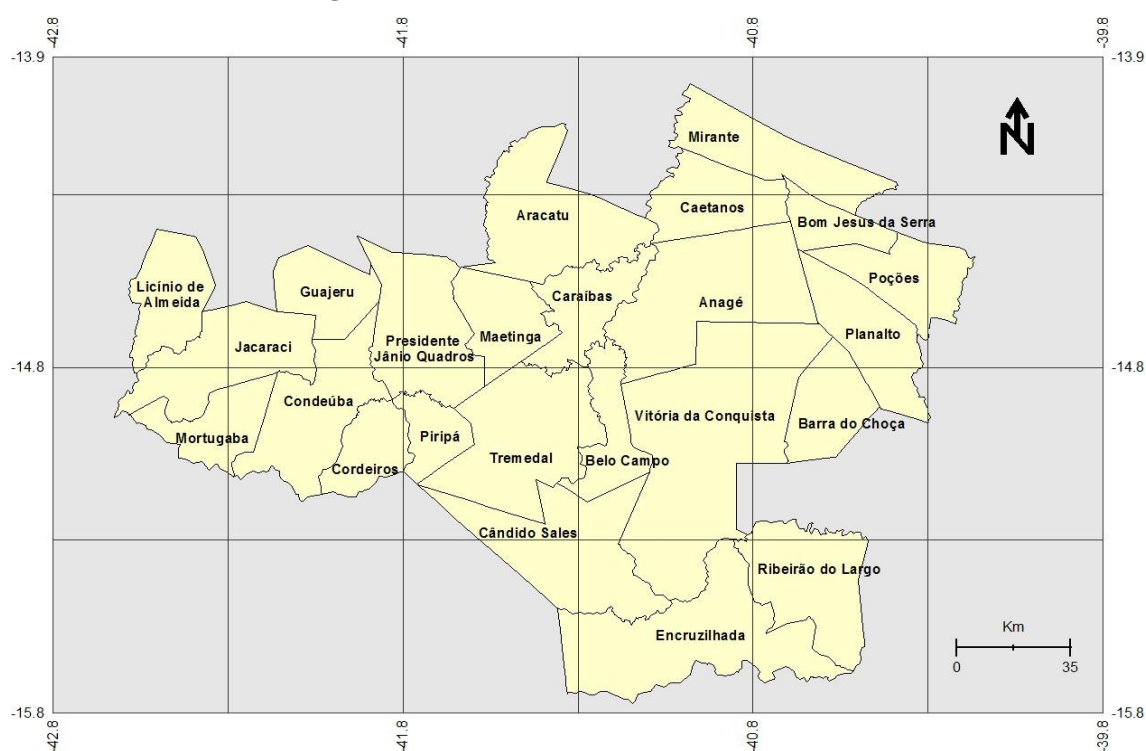 -42.8
-41.8
-40.8
-39.8
-13.9
-13.9
Mirante
N
Caetanos
Aracatu
Bom Jesus da Serra
Poções
Licínio de
Almeida
Guajeru
Caraíbas
Anagé
Planalto
Jacaraci
Presidente
Jânio Quadros
Maetinga
-14.8
-14.8
Condeúba
Vitória da Conquista
Barra do Choça
Mortugaba
Piripá
Cordeiros
Tremedal
Belo Campo
Cândido Sales
Ribeirão do Largo
Encruzilhada
Km
0
35
-15.8
-15.8
-42.8
-41.8
-40.8
-39.8